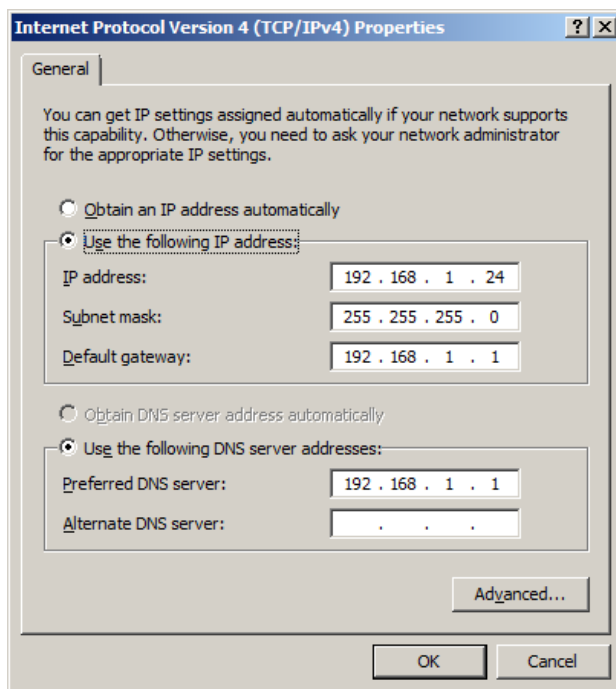 Internet Protocol Version 4 (TCP/IPv4) Properties
General
You can get IP settings assigned automatically if your network supports
this capability. Otherwise, you need to ask your network administrator
for the appropriate IP settings.
Obtain an IP address automatically
Use the following IP address:
IP address: 192 . 168 . 1 . 24
Subnet mask: 255 . 255 . 255 . 0
Default gateway: 192 . 168 . 1 . 1
Obtain DNS server address automatically
Use the following DNS server addresses:
Preferred DNS server: 192 . 168 . 1 . 1
Alternate DNS server: . . .
Advanced...
OK Cancel